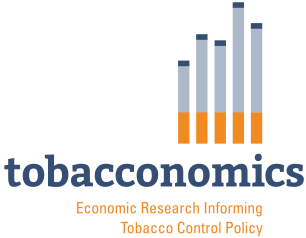 tobacconomics
Economic Research Informing
Tobacco Control Policy